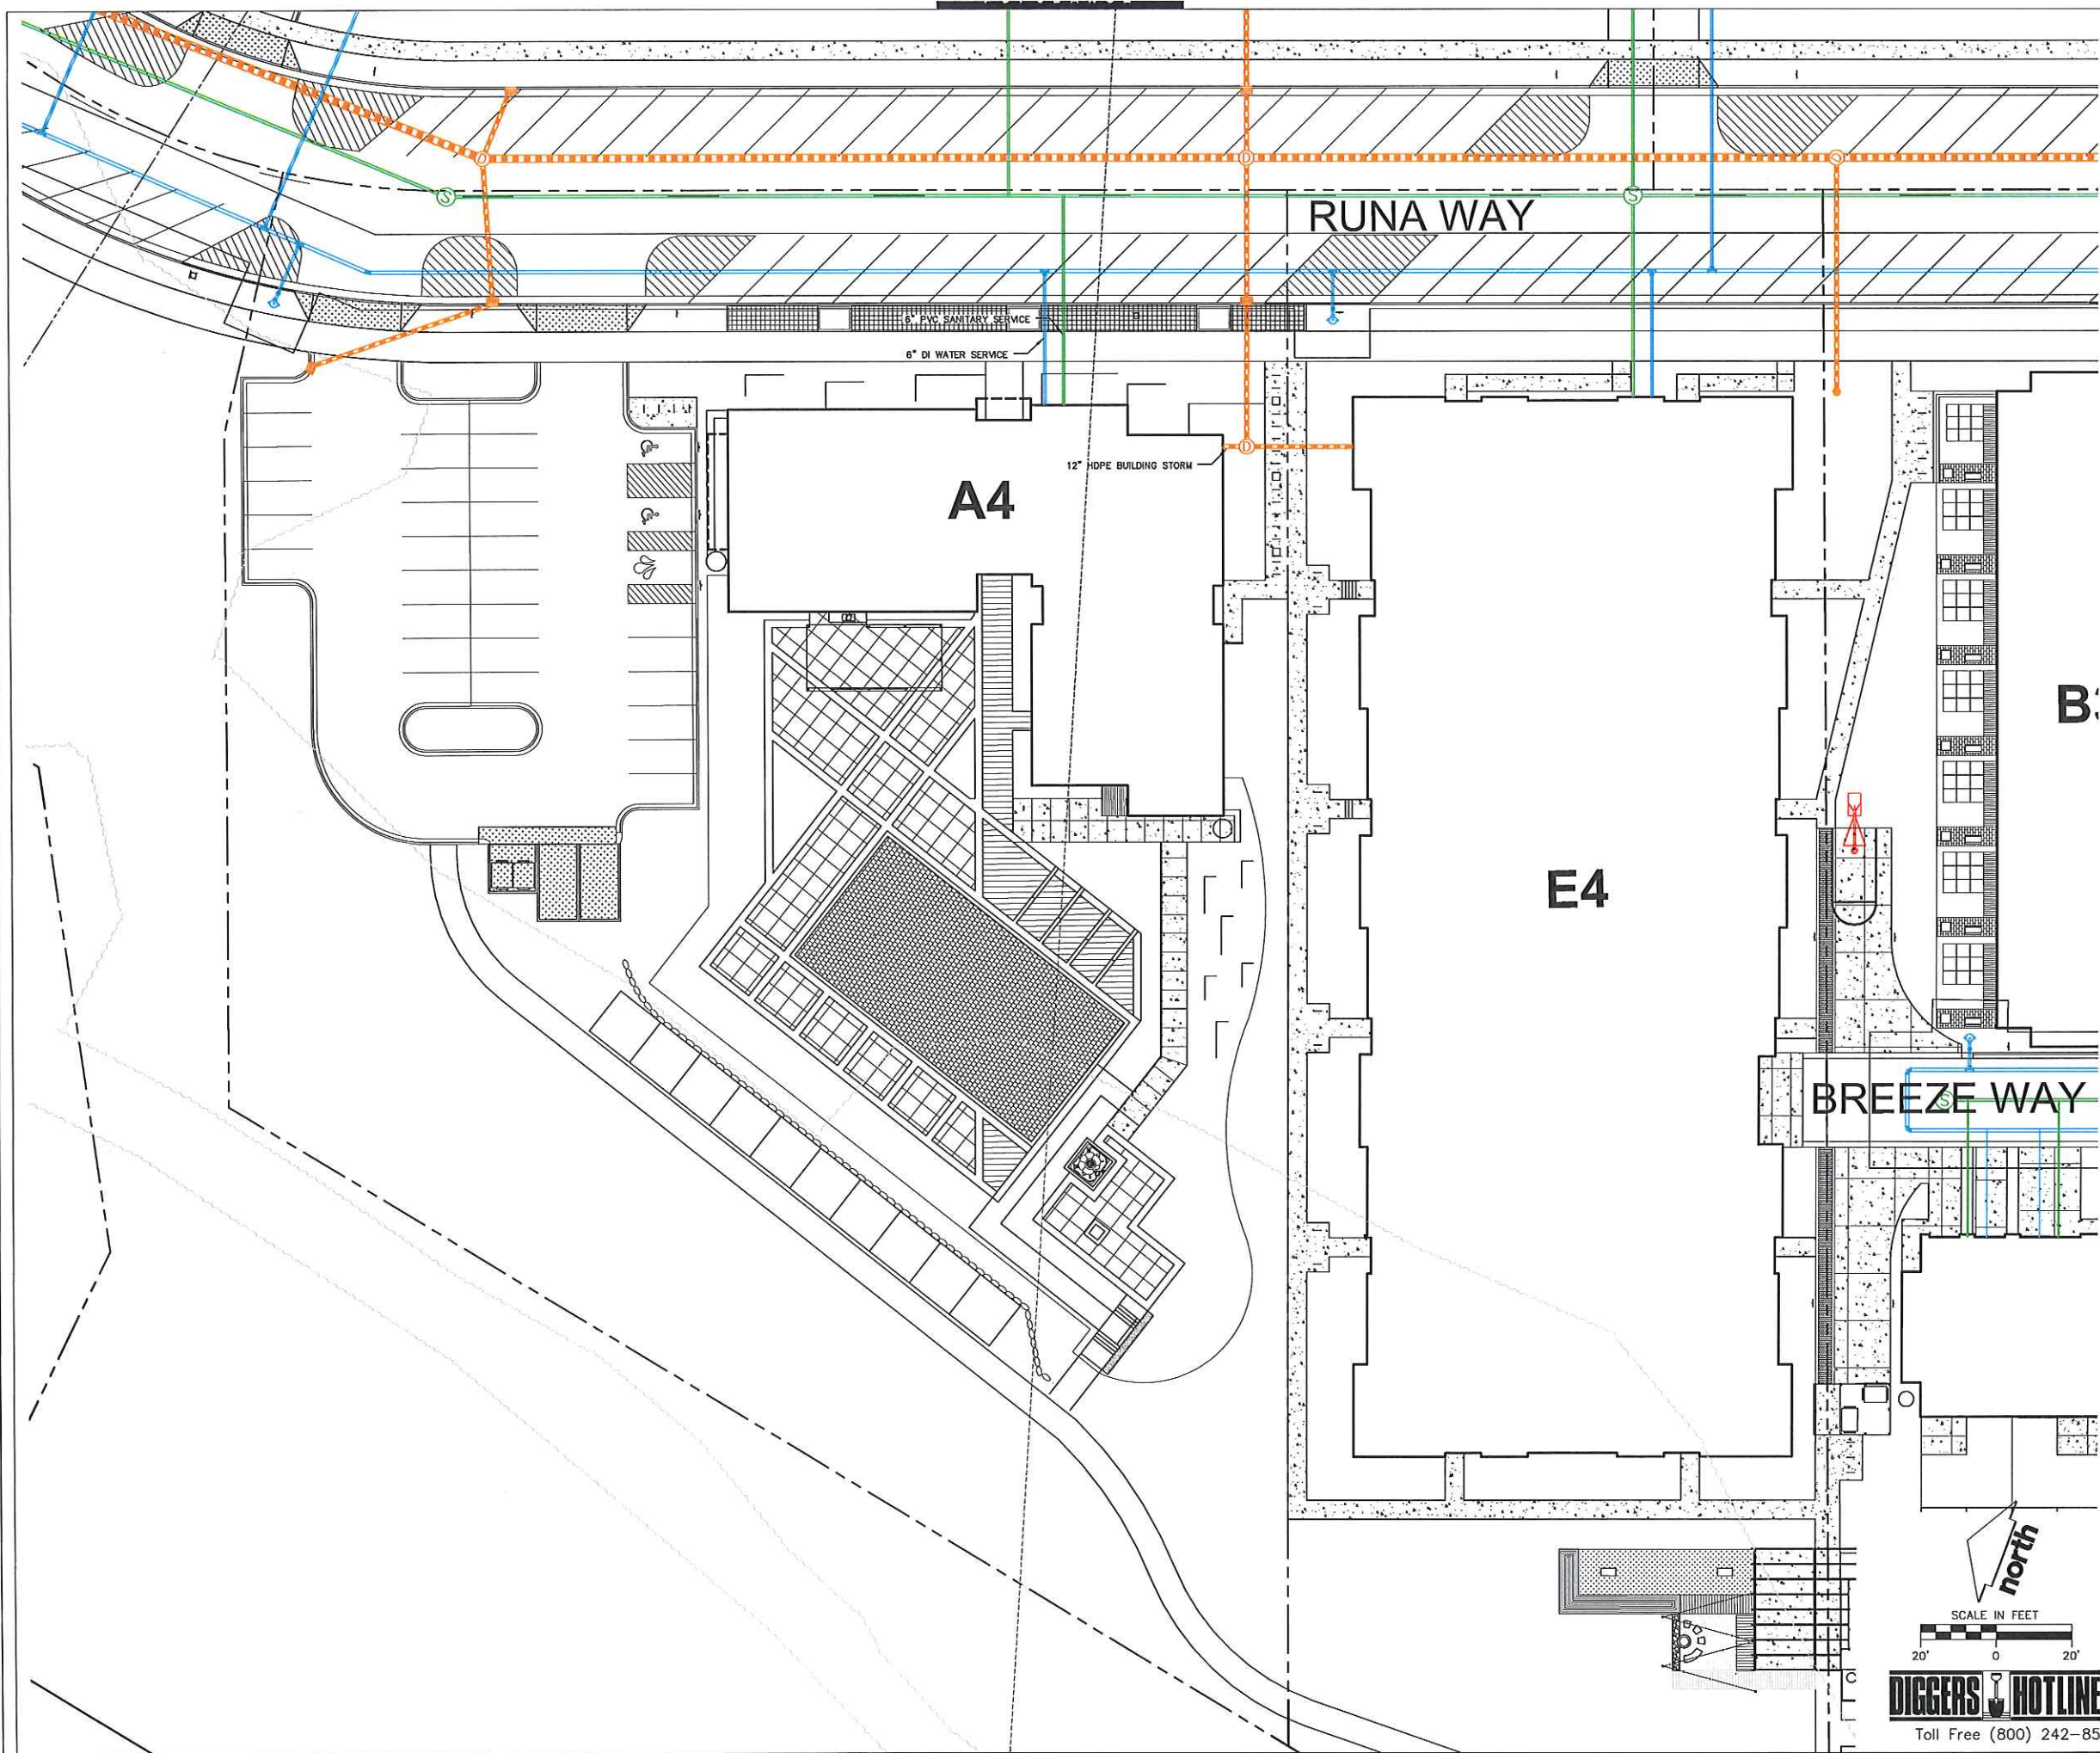 RUNA WAY
6" PVC SANITARY SERVICE
6" DI WATER SERVICE
12" HDPE BUILDING STORM
A4
E4
BREEZE WAY
S
S
S
D
D
D
D
D
north
SCALE IN FEET
20' 0 20'
DIGGERS HOTLINE
Toll Free (800) 242-85
C